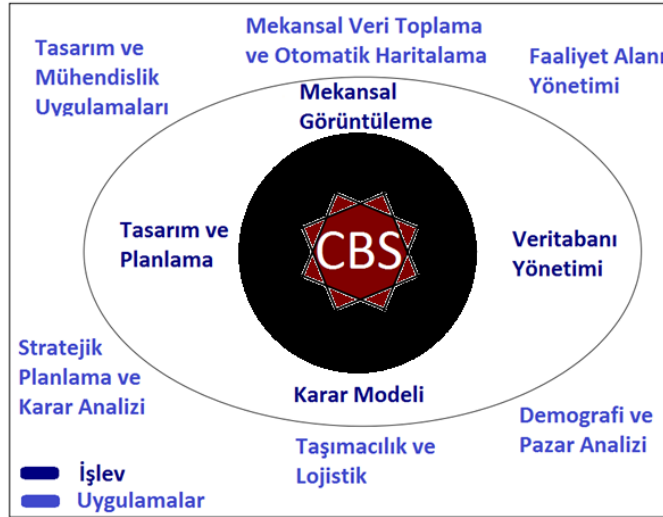 Tasarım ve
Mühendislik
Uygulamaları
Mekansal Veri Toplama
ve Otomatik Haritalama
Faaliyet Alanı
Yönetimi
Mekansal
Görüntüleme
Tasarım ve
Planlama
CBS
Veritabanı
Yönetimi
Stratejik
Planlama ve
Karar Analizi
Karar Modeli
Taşımacılık ve
Lojistik
Demografi ve
Pazar Analizi
İşlev
Uygulamalar